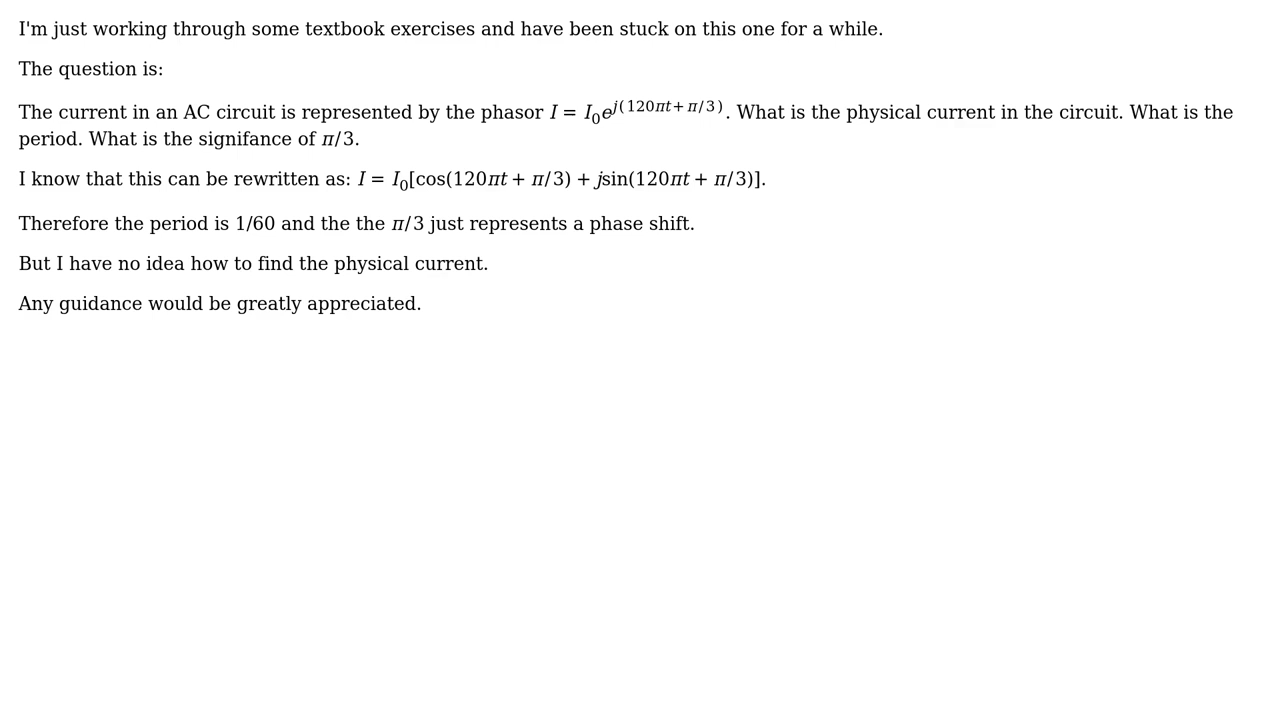 I'm just working through some textbook exercises and have been stuck on this one for a while.
The question is:
The current in an AC circuit is represented by the phasor I = I₀e^{j(120πt+π/3)}. What is the physical current in the circuit. What is the
period. What is the signifance of π/3.
I know that this can be rewritten as: I = I₀[cos(120πt + π/3) + jsin(120πt + π/3)].
Therefore the period is 1/60 and the the π/3 just represents a phase shift.
But I have no idea how to find the physical current.
Any guidance would be greatly appreciated.